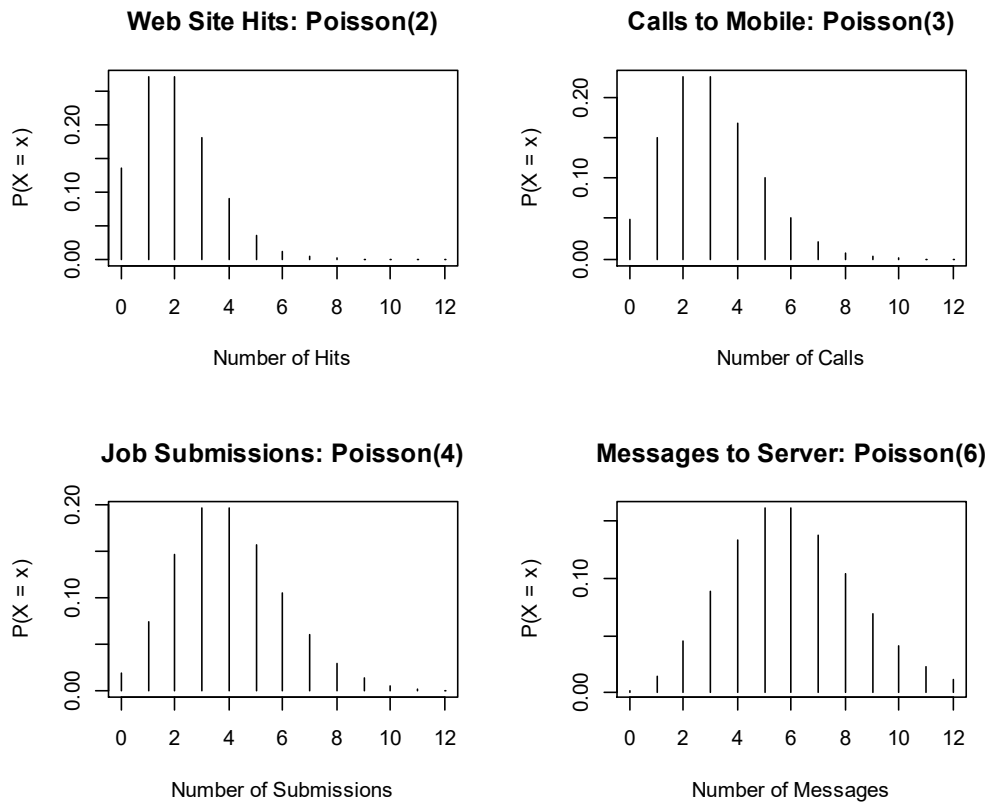 Web Site Hits: Poisson(2)
P(X = x)
0.20
0.10
0.00
0 2 4 6 8 10 12
Number of Hits
Calls to Mobile: Poisson(3)
P(X = x)
0.20
0.10
0.00
0 2 4 6 8 10 12
Number of Calls
Job Submissions: Poisson(4)
P(X = x)
0.20
0.10
0.00
0 2 4 6 8 10 12
Number of Submissions
Messages to Server: Poisson(6)
P(X = x)
0.10
0.00
0 2 4 6 8 10 12
Number of Messages